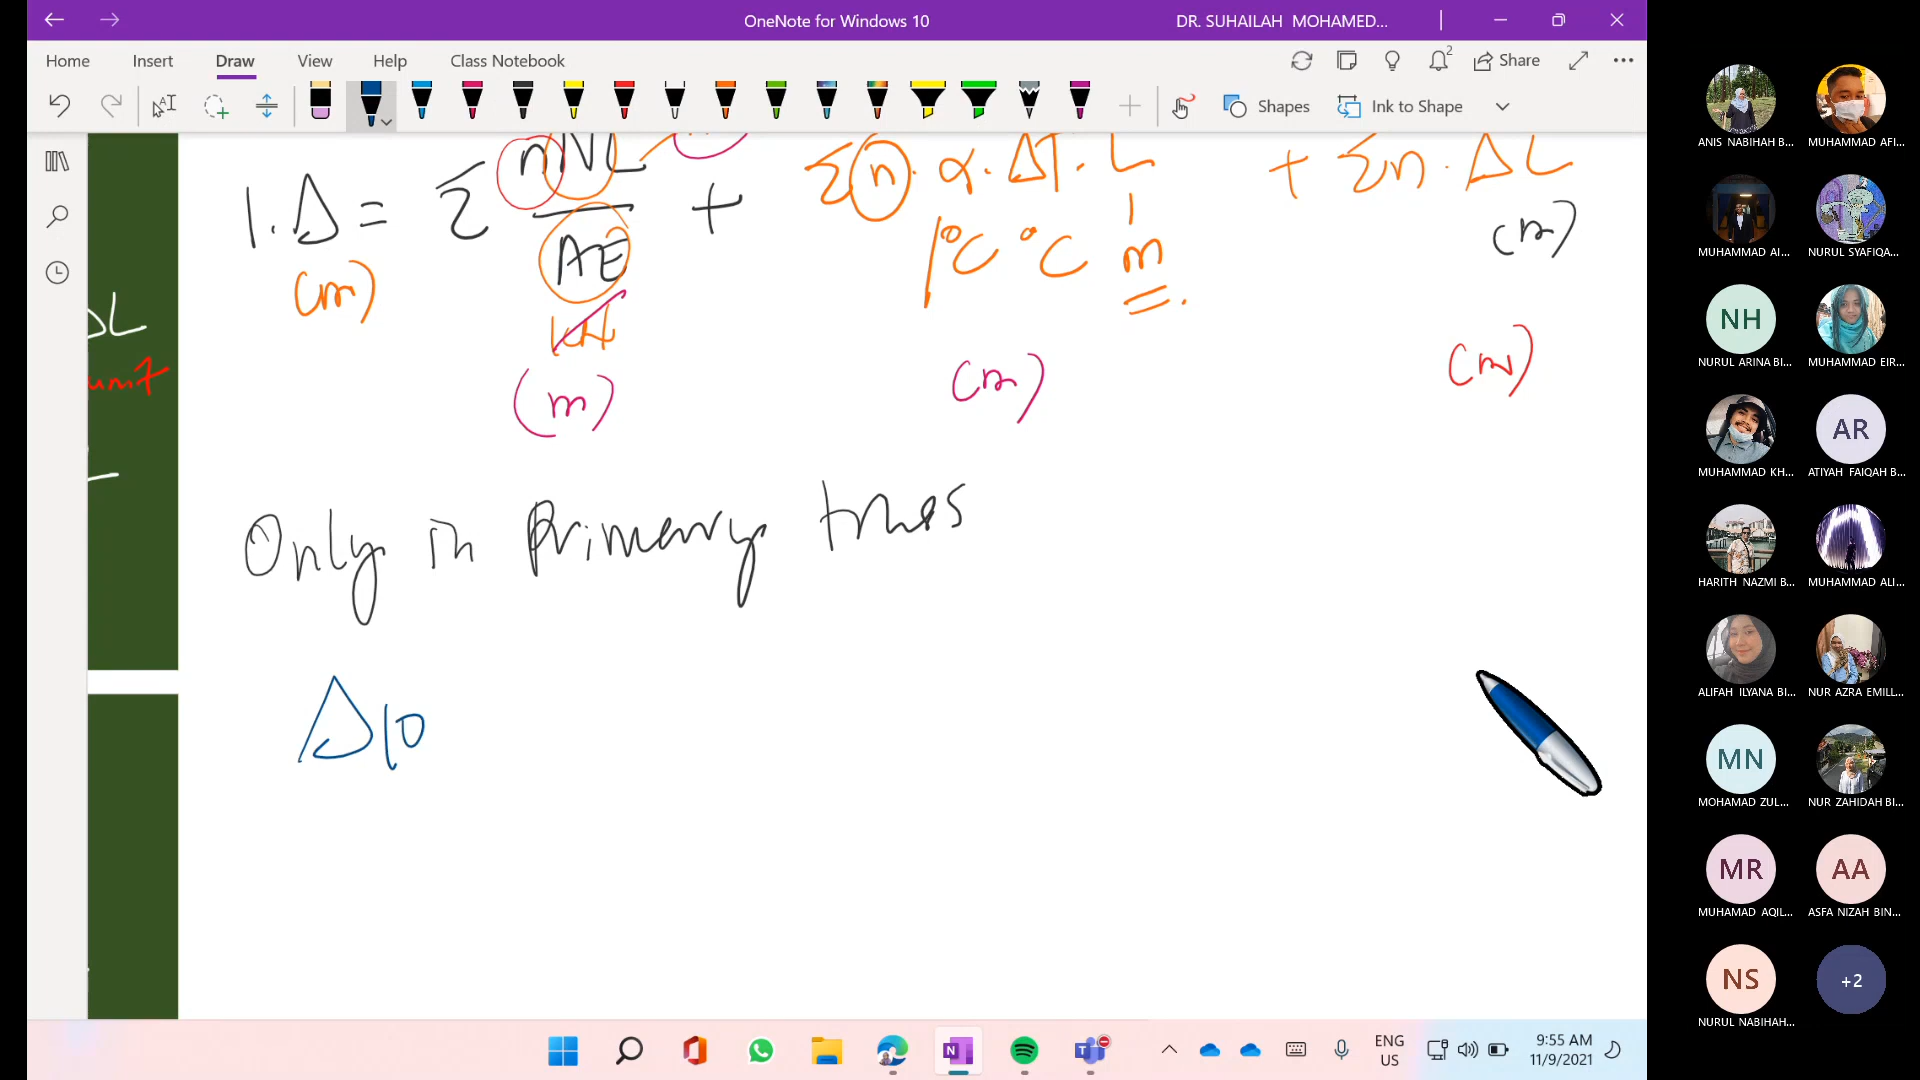 OneNote for Windows 10
DR. SUHAILAH MOHAMED...
Home Insert Draw View Help Class Notebook
2
Share
Shapes
Ink to Shape
1.Δ = Σ nNL + Σn.α.ΔT.L + Σn.ΔL
AE
/°C °C m
(m)
(m)
kN
(m)
(m)
(m)
ΔL
Only in primary truss
Δ10
ANIS NABIHAH B...
MUHAMMAD AFI...
MUHAMMAD AI...
NURUL SYAFIQA...
NH
NURUL ARINA BI...
MUHAMMAD EIR...
MUHAMMAD KH...
AR
ATIYAH FAIQAH B...
HARITH NAZMI B...
MUHAMMAD ALI...
ALIFAH ILYANA BI...
NUR AZRA EMILL...
MN
MOHAMAD ZUL...
NUR ZAHIDAH BI...
MR
MUHAMAD AQIL...
AA
ASFA NIZAH BIN...
NS
NURUL NABIHAH...
+2
ENG
US
9:55 AM
11/9/2021